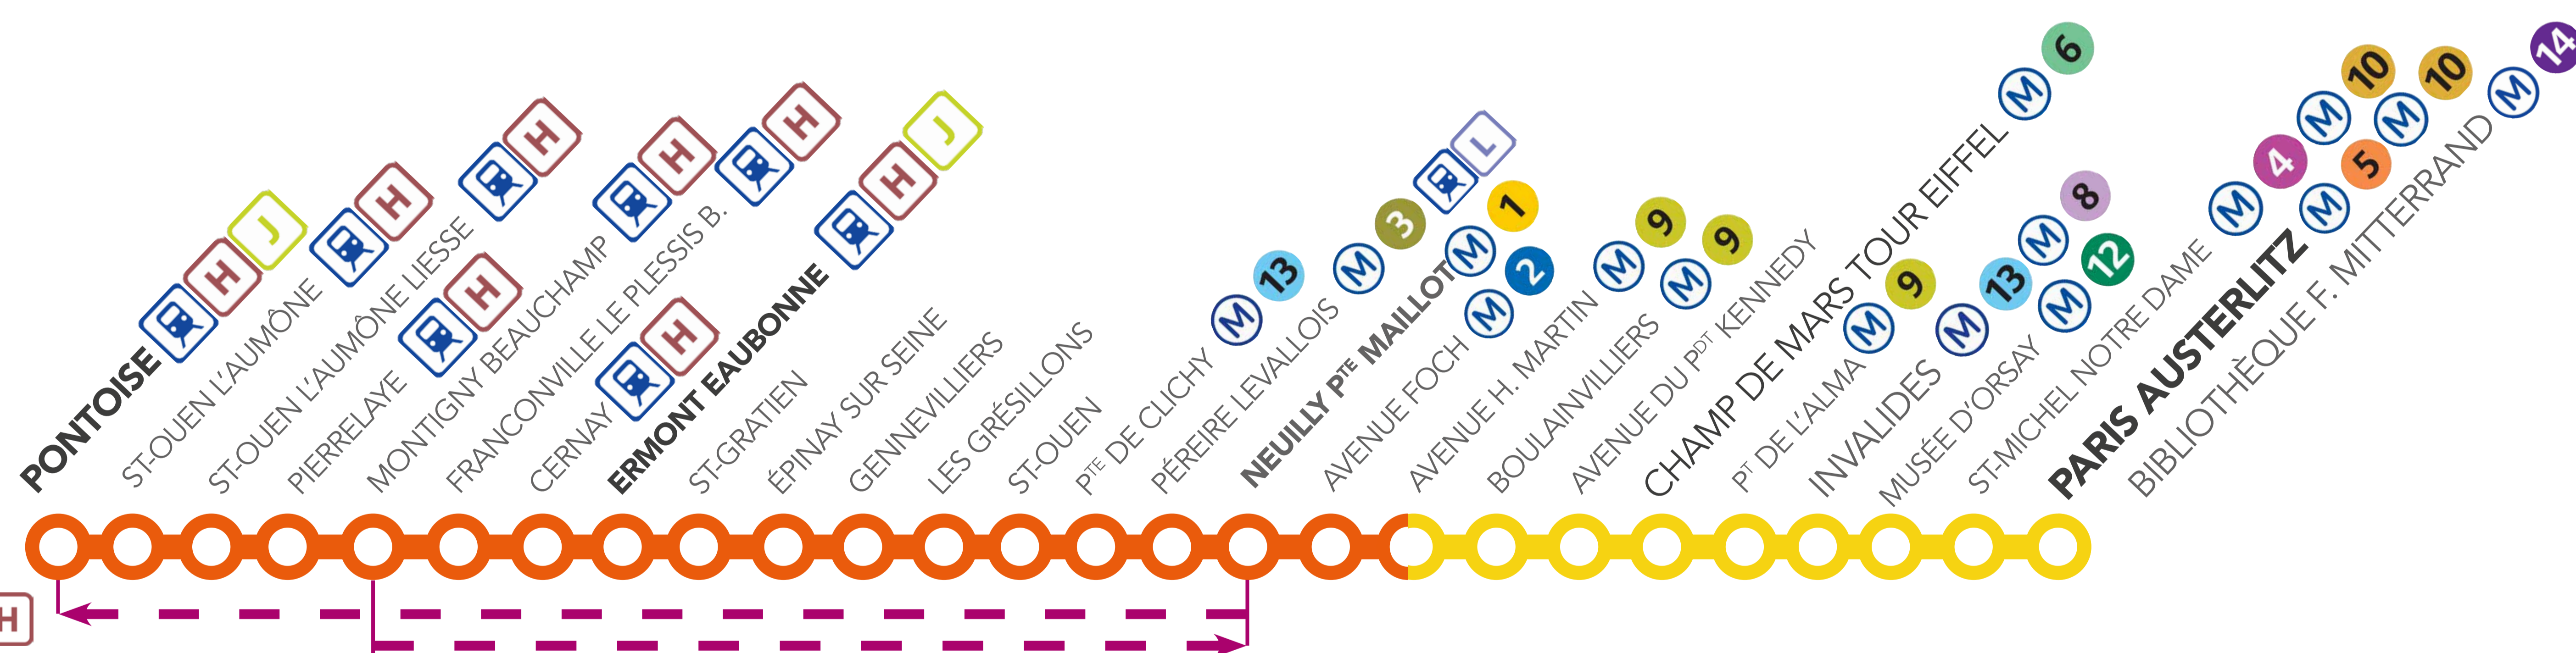 PONTOISE H J
ST-OUEN L'AUMÔNE H
ST-OUEN L'AUMÔNE LIESSE H
PIERRELAYE H
MONTIGNY BEAUCHAMP H
FRANCONVILLE LE PLESSIS B. H
CERNAY H
ERMONT EAUBONNE H J
ST-GRATIEN
ÉPINAY SUR SEINE
GENNEVILLIERS
LES GRÉSILLONS
ST-OUEN
PTE DE CLICHY M 13
PÉREIRE LEVALLOIS M 3 L
NEUILLY PTE MAILLOT M 1
AVENUE FOCH M 2
AVENUE H. MARTIN M 9
BOULAINVILLIERS M 9
AVENUE DU PDT KENNNEDY
CHAMP DE MARS TOUR EIFFEL M 6
PT DE L'ALMA M 9
INVALIDES M 13 M 8
MUSÉE D'ORSAY M 12
ST-MICHEL NOTRE DAME M 4 M 10
PARIS AUSTERLITZ M 5 M 10
BIBLIOTHÈQUE F. MITTERRAND M 14
H